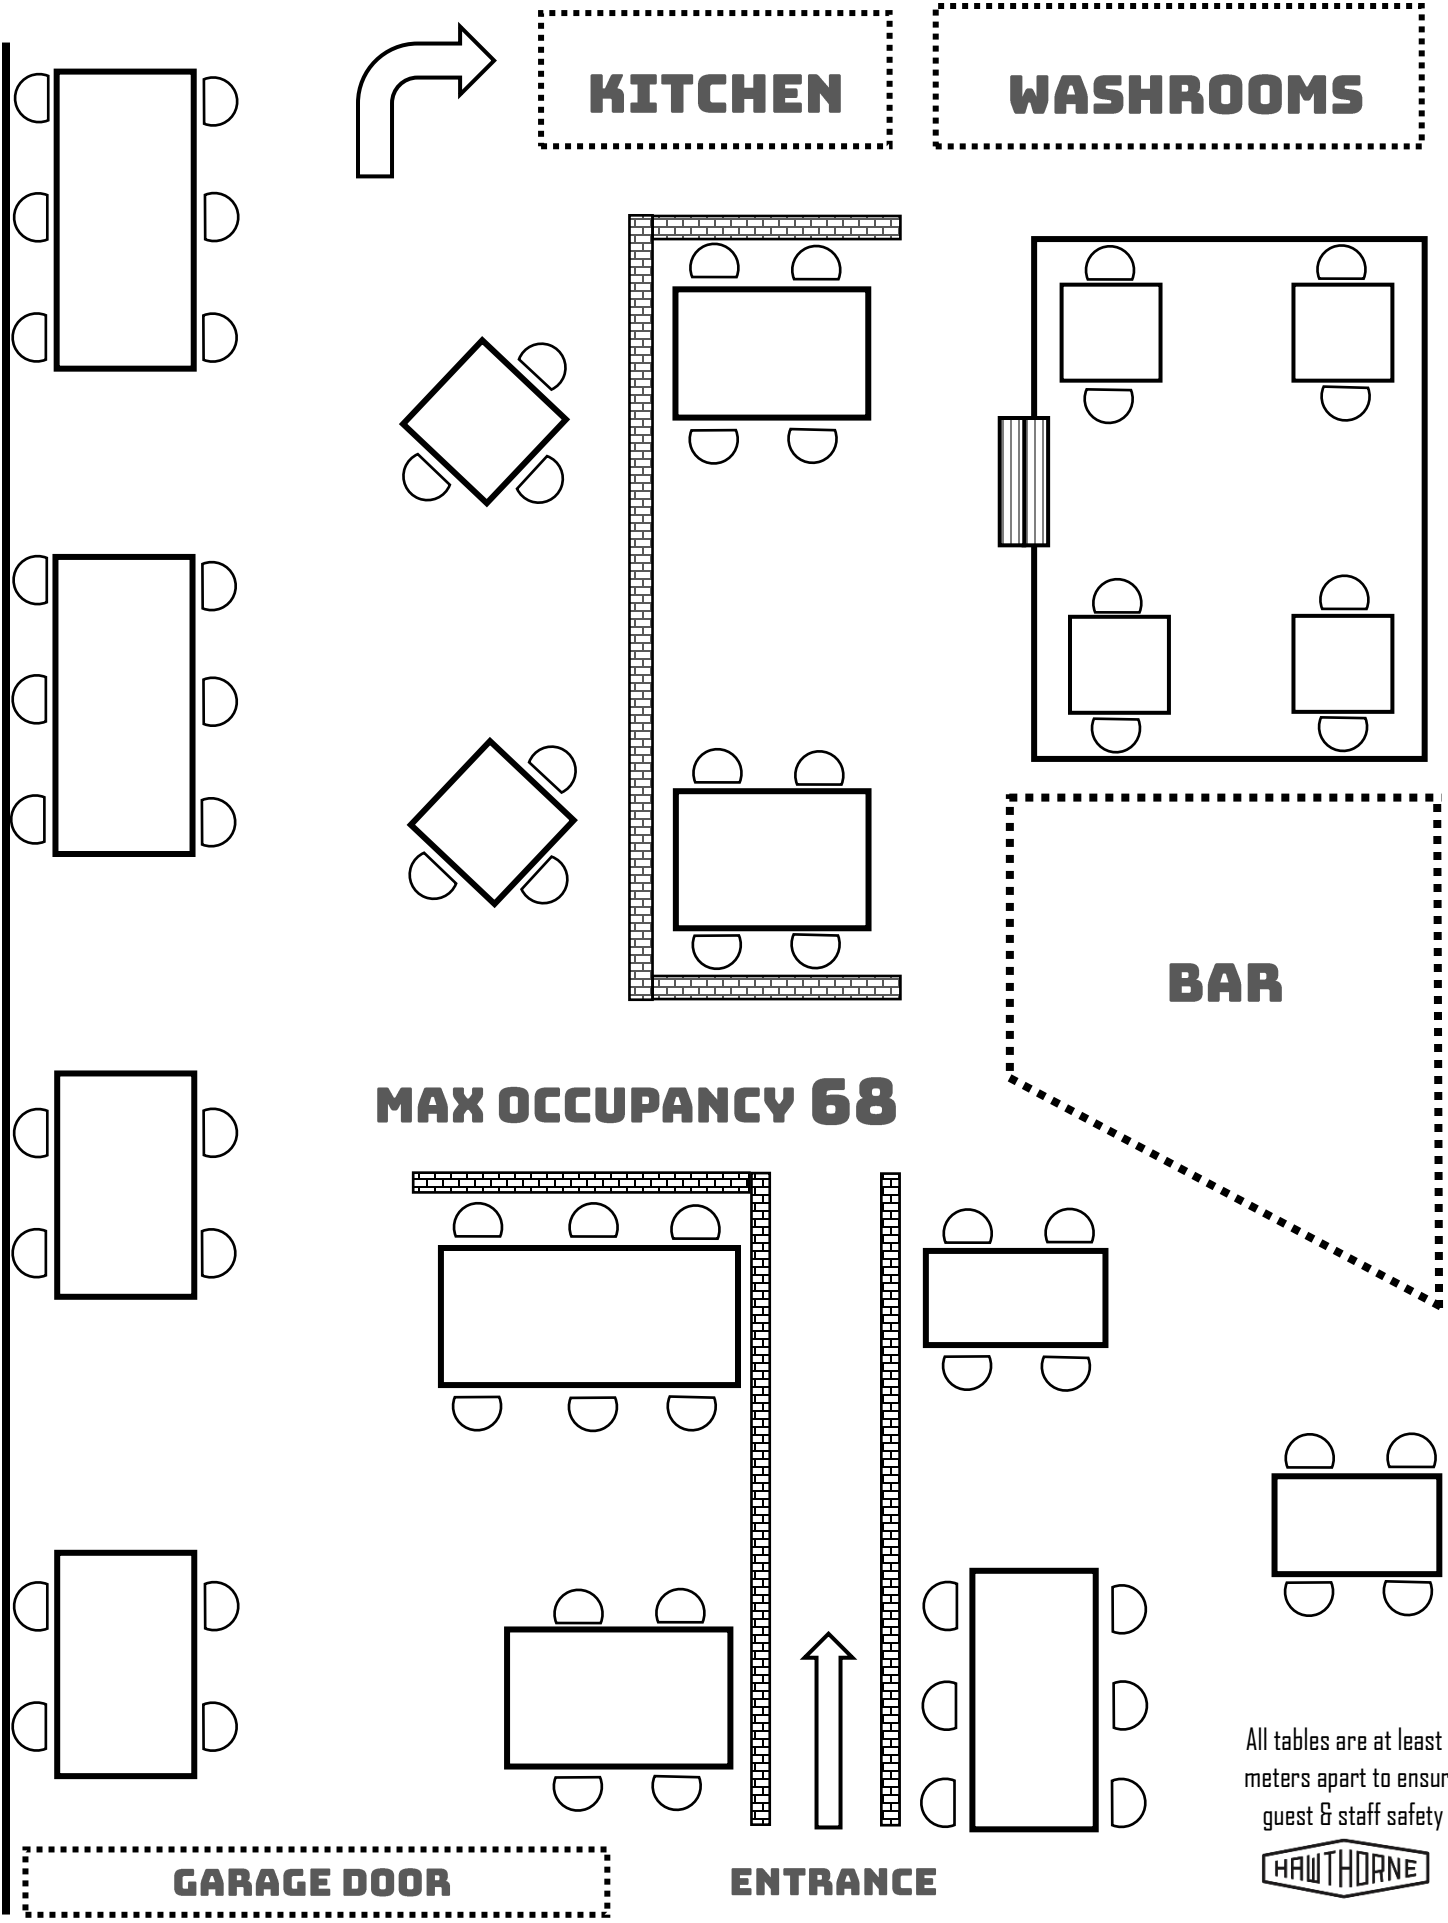 KITCHEN
WASHROOMS
BAR
MAX OCCUPANCY 68
All tables are at least
meters apart to ensur
guest & staff safety
HAWTHORNE
GARAGE DOOR
ENTRANCE